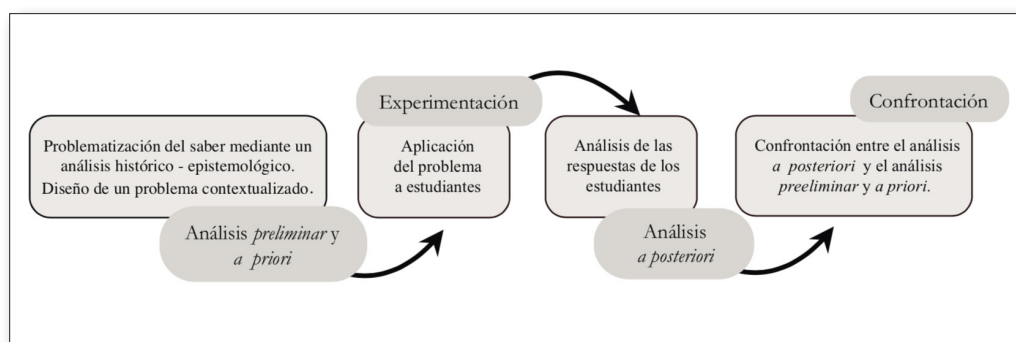 Problematización del saber mediante un
análisis histórico - epistemológico.
Diseño de un problema contextualizado.
Análisis preliminar y
a priori
Experimentación
Aplicación
del problema
a estudiantes
Análisis de las
respuestas de los
estudiantes
Análisis
a posteriori
Confrontación
Confrontación entre el análisis
a posteriori y el análisis
preeliminar y a priori.